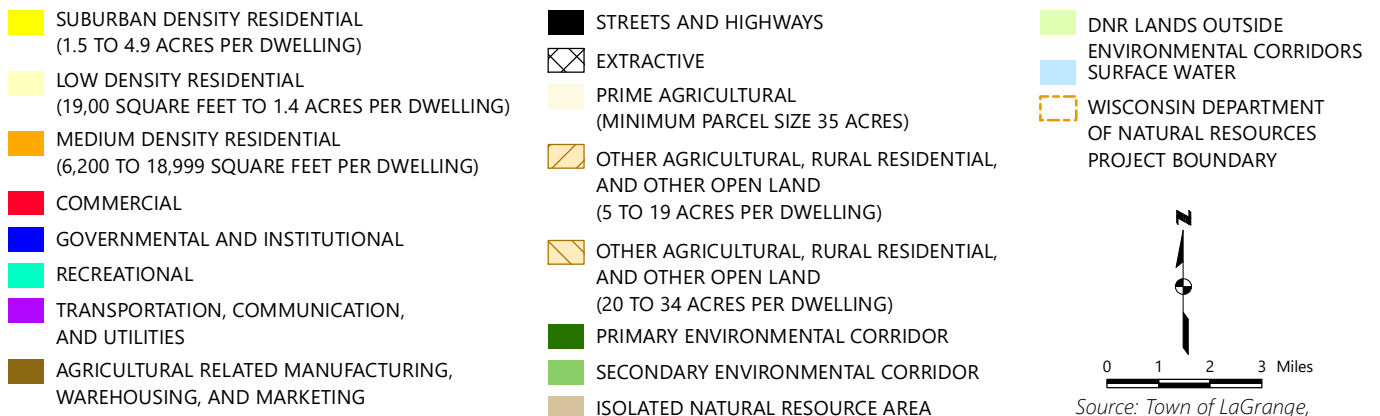 SUBURBAN DENSITY RESIDENTIAL
(1.5 TO 4.9 ACRES PER DWELLING)
LOW DENSITY RESIDENTIAL
(19,00 SQUARE FEET TO 1.4 ACRES PER DWELLING)
MEDIUM DENSITY RESIDENTIAL
(6,200 TO 18,999 SQUARE FEET PER DWELLING)
COMMERCIAL
GOVERNMENTAL AND INSTITUTIONAL
RECREATIONAL
TRANSPORTATION, COMMUNICATION,
AND UTILITIES
AGRICULTURAL RELATED MANUFACTURING,
WAREHOUSING, AND MARKETING
STREETS AND HIGHWAYS
EXTRACTIVE
PRIME AGRICULTURAL
(MINIMUM PARCEL SIZE 35 ACRES)
OTHER AGRICULTURAL, RURAL RESIDENTIAL,
AND OTHER OPEN LAND
(5 TO 19 ACRES PER DWELLING)
OTHER AGRICULTURAL, RURAL RESIDENTIAL,
AND OTHER OPEN LAND
(20 TO 34 ACRES PER DWELLING)
PRIMARY ENVIRONMENTAL CORRIDOR
SECONDARY ENVIRONMENTAL CORRIDOR
ISOLATED NATURAL RESOURCE AREA
DNR LANDS OUTSIDE
ENVIRONMENTAL CORRIDORS
SURFACE WATER
WISCONSIN DEPARTMENT
OF NATURAL RESOURCES
PROJECT BOUNDARY
N
0 1 2 3 Miles
Source: Town of LaGrange,